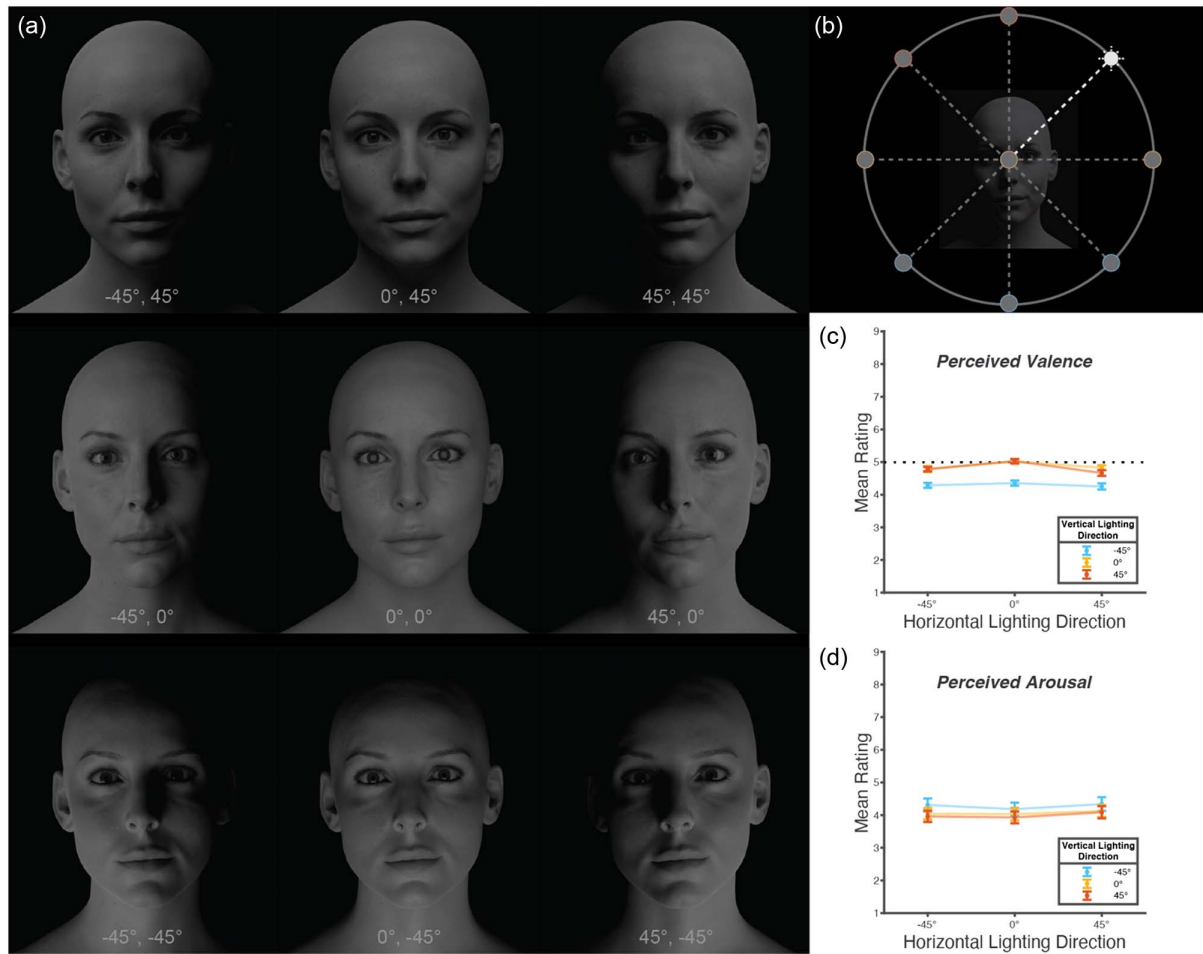 (a)
-45°, 45°
0°, 45°
45°, 45°
-45°, 0°
0°, 0°
45°, 0°
-45°, -45°
0°, -45°
45°, -45°
(b)
(c)
Perceived Valence
Mean Rating
9
8
7
6
5
4
3
2
1
-45°
0°
45°
Horizontal Lighting Direction
Vertical Lighting
Direction
-45°
0°
45°
(d)
Perceived Arousal
Mean Rating
9
8
7
6
5
4
3
2
1
-45°
0°
45°
Horizontal Lighting Direction
Vertical Lighting
Direction
-45°
0°
45°